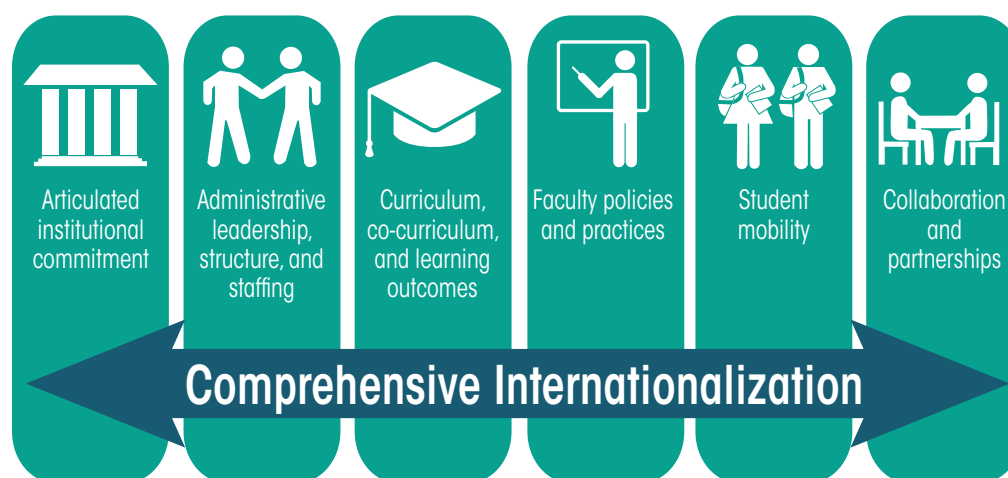 Articulated
institutional
commitment
Administrative
leadership,
structure, and
staffing
Curriculum,
co-curriculum,
and learning
outcomes
Faculty policies
and practices
Student
mobility
Collaboration
and
partnerships
Comprehensive Internationalization